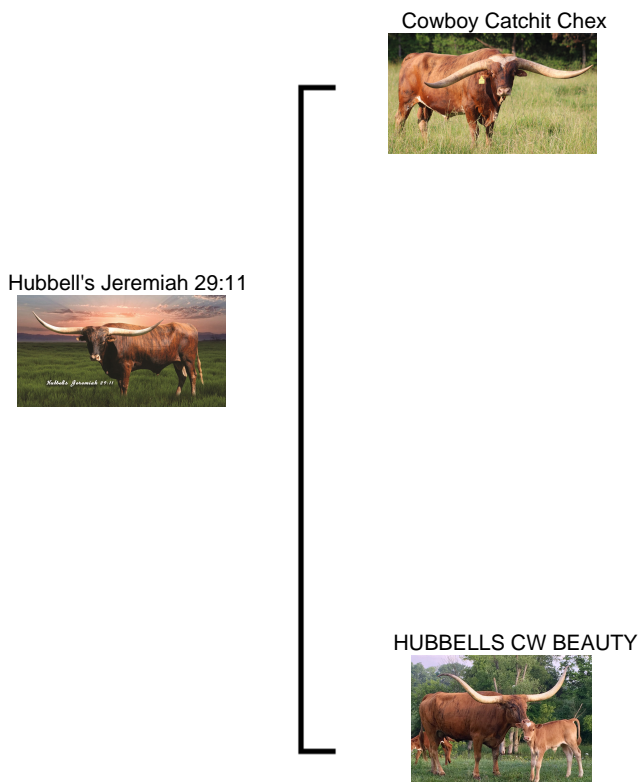 Cowboy Catchit Chex
Hubbell's Jeremiah 29:11
Hubbells Jeremiah 29:11
HUBBELLS CW BEAUTY